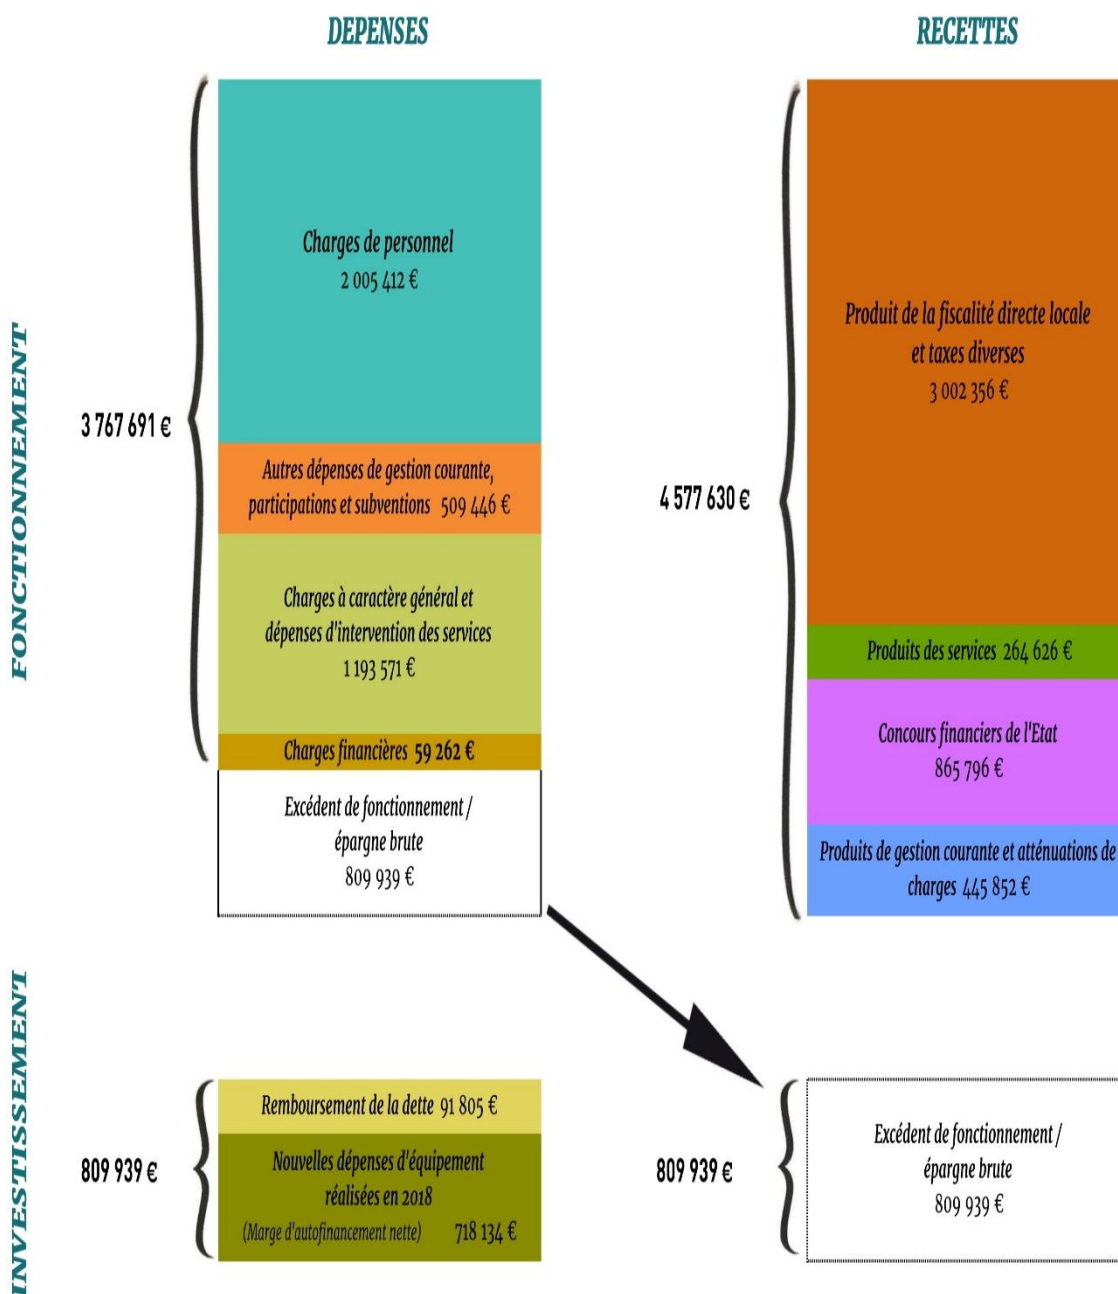 DEPENSES
RECETTES
FONCTIONNEMENT
3 767 691 €
Charges de personnel
2 005 412 €
Autres dépenses de gestion courante,
participations et subventions 509 446 €
Charges à caractère général et
dépenses d'intervention des services
1 193 571 €
Charges financières 59 262 €
Excédent de fonctionnement /
épargne brute
809 939 €
4 577 630 €
Produit de la fiscalité directe locale
et taxes diverses
3 002 356 €
Produits des services 264 626 €
Concours financiers de l'Etat
865 796 €
Produits de gestion courante et atténuations de
charges 445 852 €
INVESTISSEMENT
809 939 €
Remboursement de la dette 91 805 €
Nouvelles dépenses d'équipement
réalisées en 2018
(Marge d'autofinancement nette) 718 134 €
809 939 €
Excédent de fonctionnement /
épargne brute
809 939 €